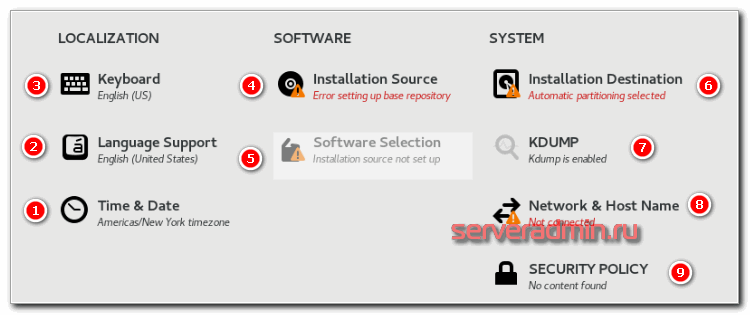 LOCALIZATION
SOFTWARE
SYSTEM
3
Keyboard
English (US)
4
Installation Source
Error setting up base repository
Installation Destination
Automatic partitioning selected
6
2
á
Language Support
English (United States)
5
Software Selection
Installation source not set up
KDUMP
Kdump is enabled
7
1
Time & Date
Americas/New York timezone
Network & Host Name
Not connected
8
serveradmin.ru
SECURITY POLICY
No content found
9